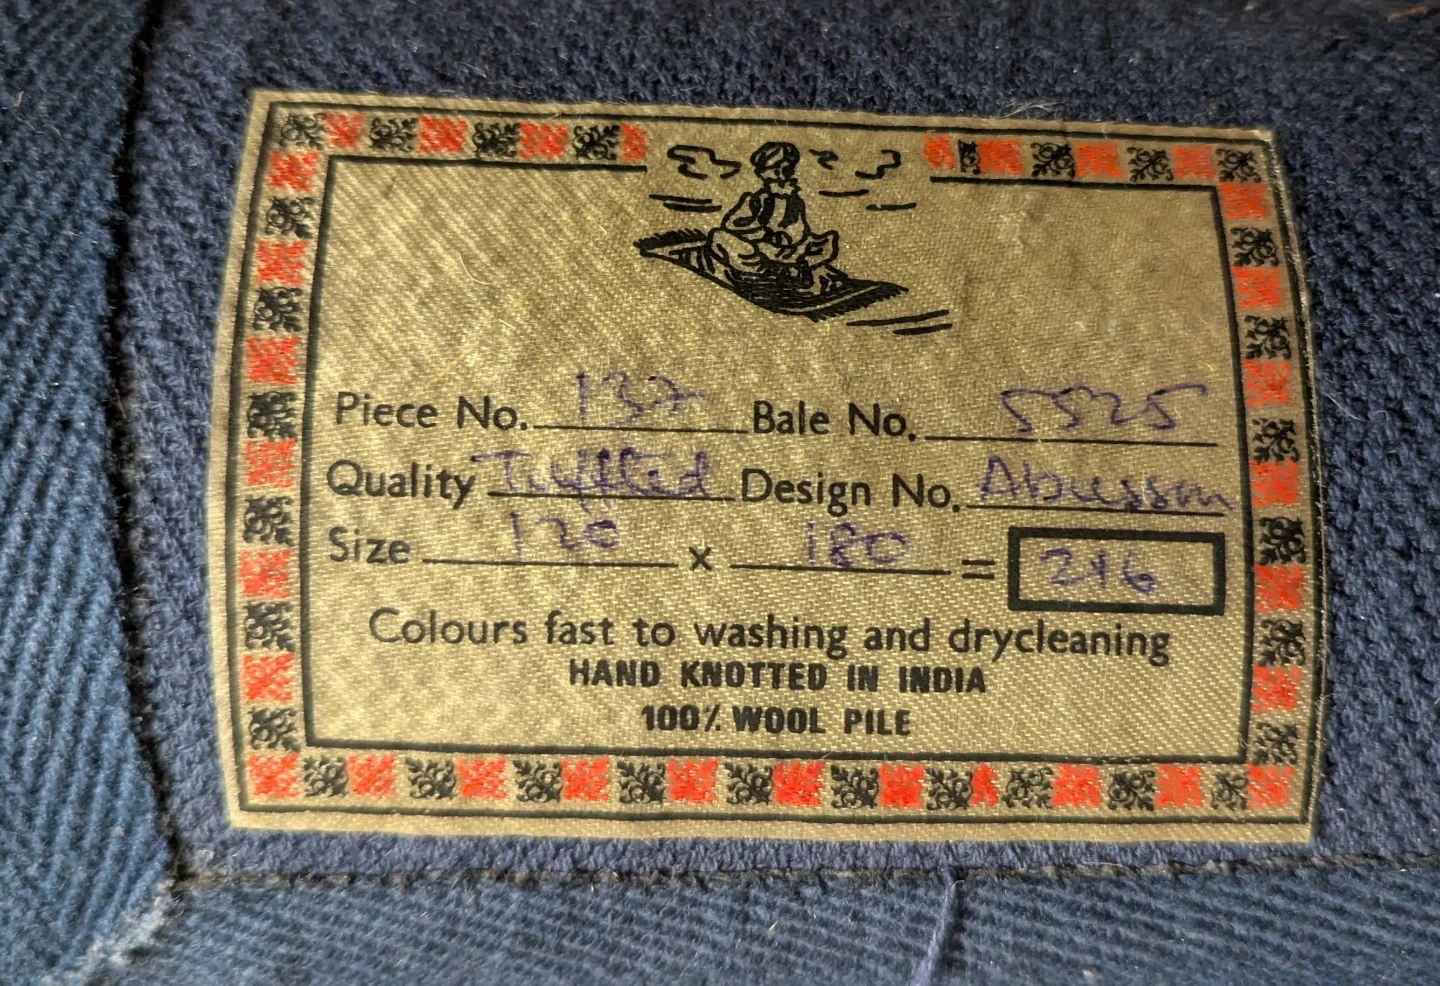 Piece No. 137 Bale No. 5525
Quality Tuffted Design No. Abusson
Size 120 x 180 = 216
Colours fast to washing and drycleaning
HAND KNOTTED IN INDIA
100% WOOL PILE